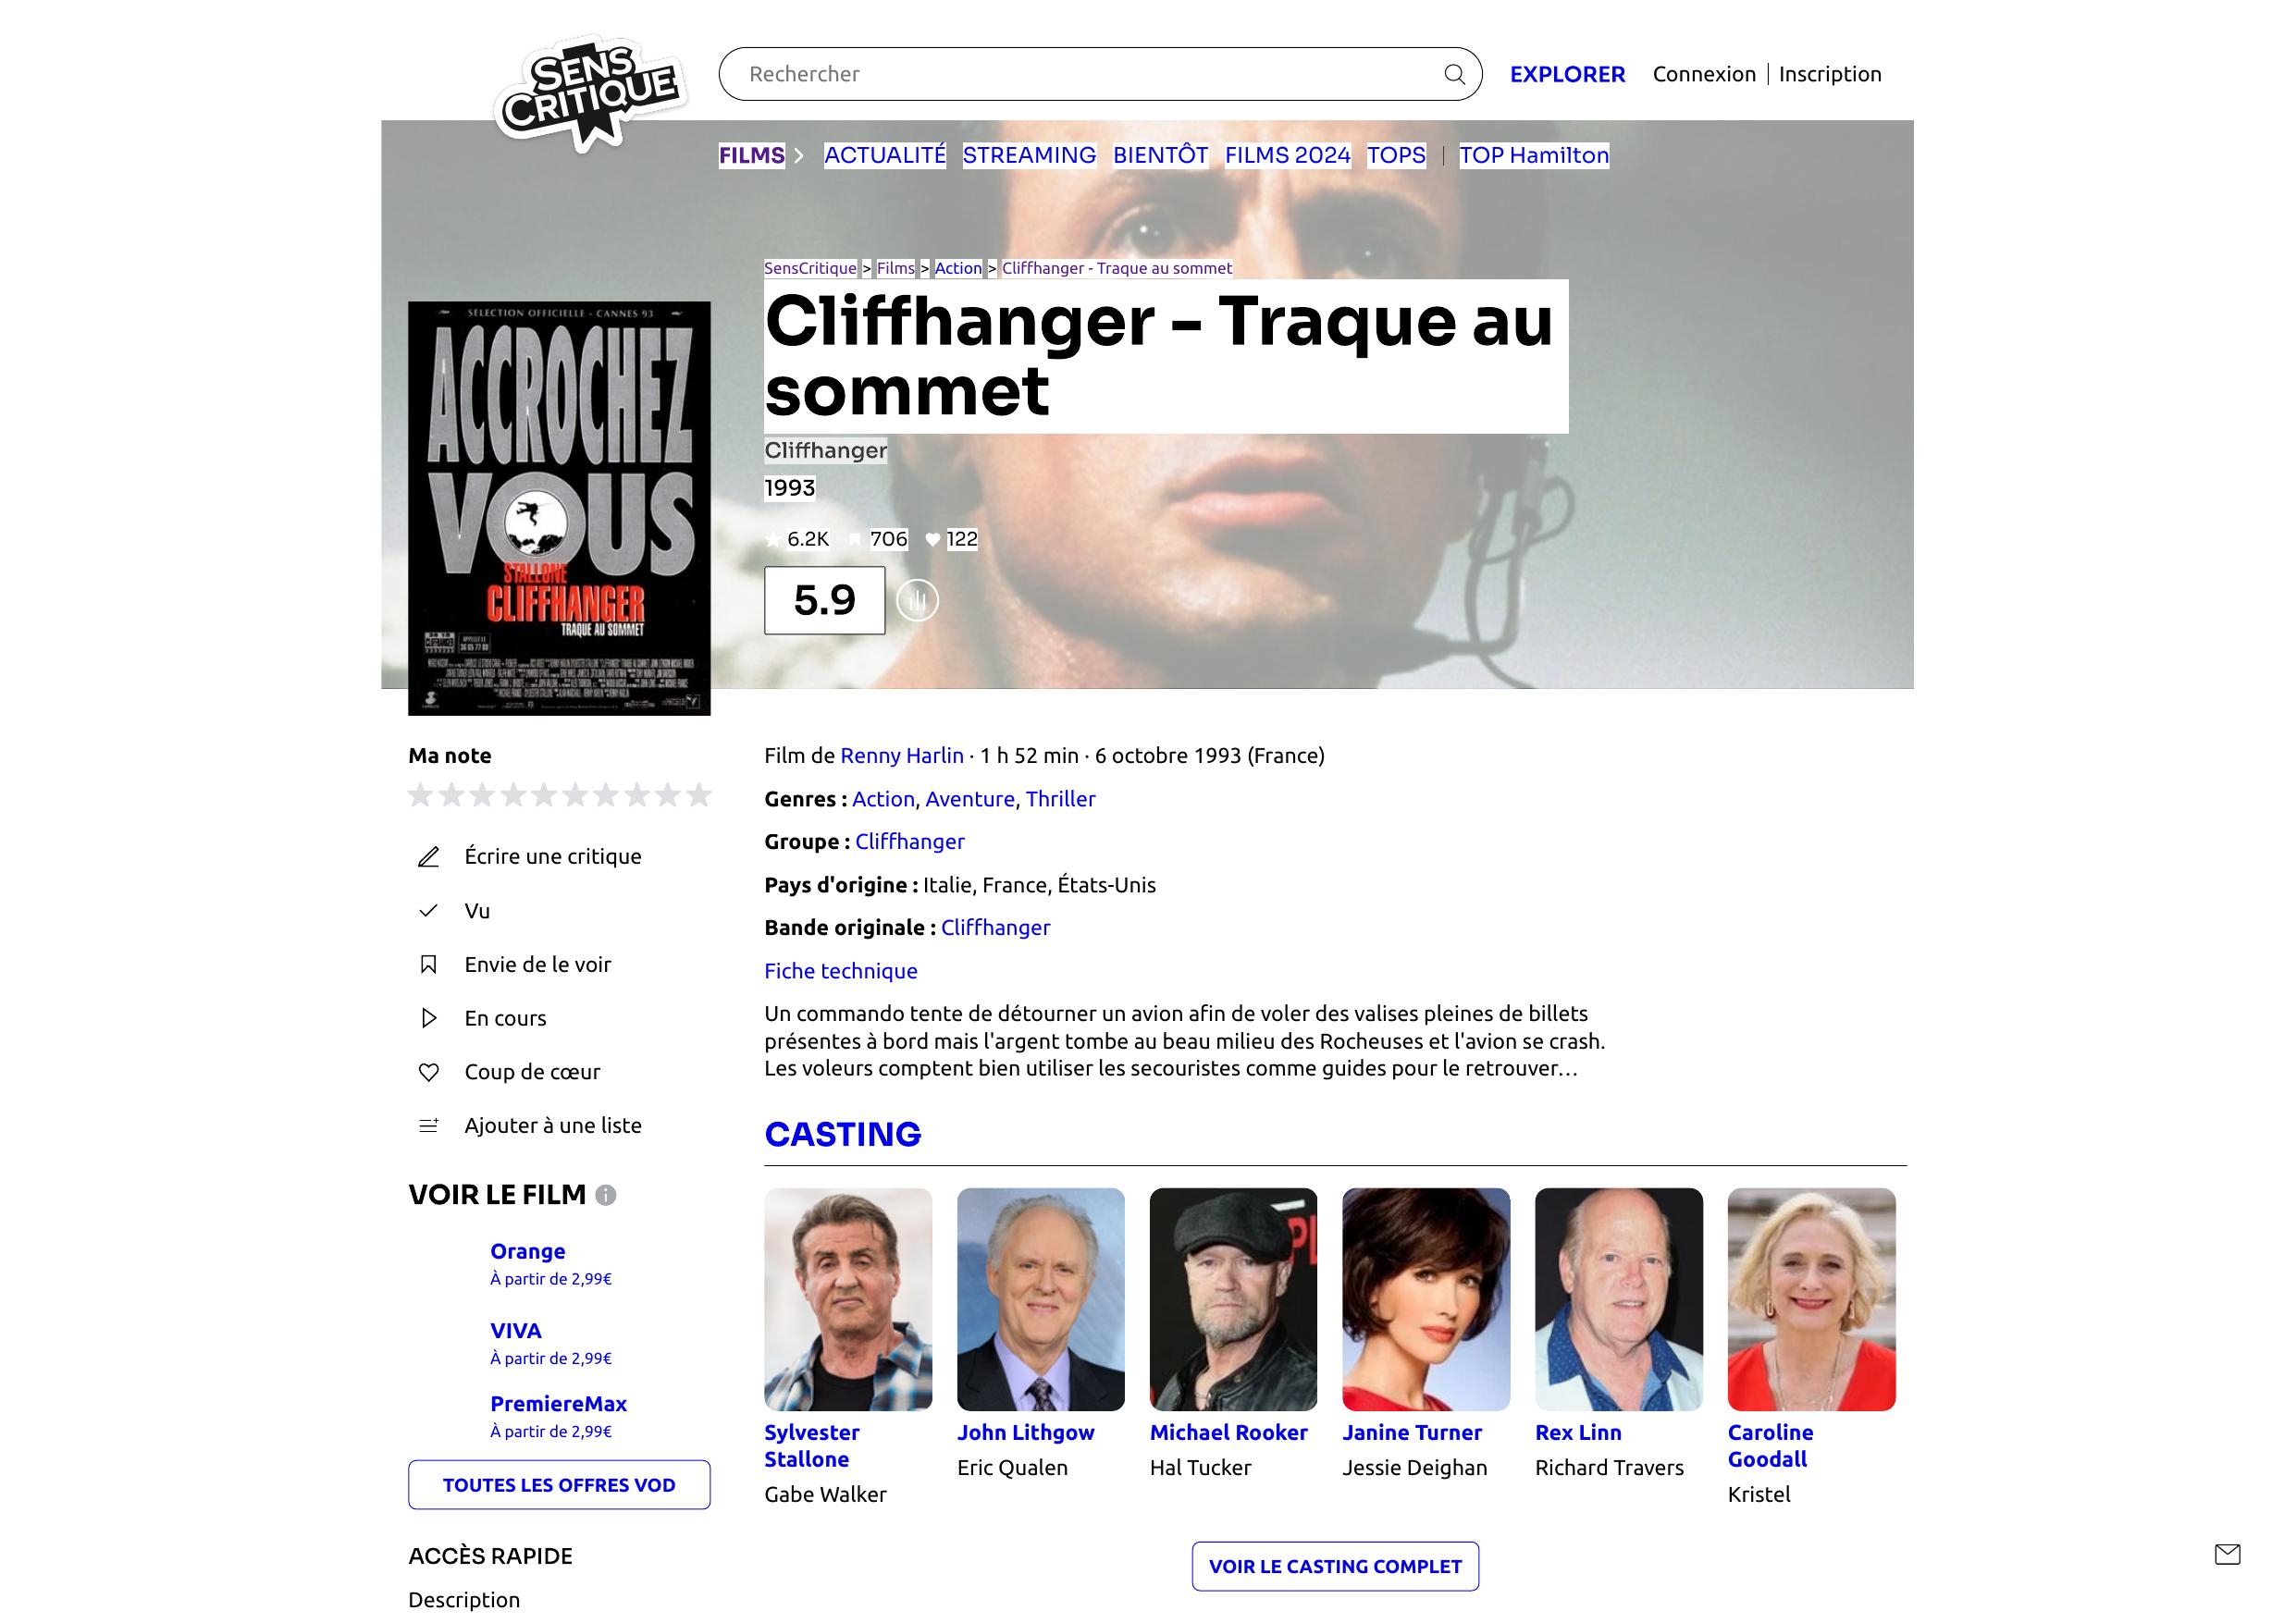 SENS
CRITIQUE
Rechercher
EXPLORER
Connexion
Inscription
FILMS
ACTUALITÉ
STREAMING
BIENTÔT
FILMS 2024
TOPS
TOP Hamilton
SensCritique > Films > Action > Cliffhanger - Traque au sommet
Cliffhanger - Traque au
sommet
Cliffhanger
1993
6.2K
706
122
5.9
SELECTION OFFICIELLE - CANNES 93
ACCROCHEZ
VOUS
STALLONE
CLIFFHANGER
TRAQUE AU SOMMET
Ma note
Écrire une critique
Vu
Envie de le voir
En cours
Coup de cœur
Ajouter à une liste
VOIR LE FILM
Orange
À partir de 2,99€
VIVA
À partir de 2,99€
PremiereMax
À partir de 2,99€
TOUTES LES OFFRES VOD
ACCÈS RAPIDE
Description
Film de Renny Harlin · 1 h 52 min · 6 octobre 1993 (France)
Genres : Action, Aventure, Thriller
Groupe : Cliffhanger
Pays d'origine : Italie, France, États-Unis
Bande originale : Cliffhanger
Fiche technique
Un commando tente de détourner un avion afin de voler des valises pleines de billets
présentes à bord mais l'argent tombe au beau milieu des Rocheuses et l'avion se crash.
Les voleurs comptent bien utiliser les secouristes comme guides pour le retrouver...
CASTING
Sylvester
Stallone
Gabe Walker
John Lithgow
Eric Qualen
Michael Rooker
Hal Tucker
Janine Turner
Jessie Deighan
Rex Linn
Richard Travers
Caroline
Goodall
Kristel
VOIR LE CASTING COMPLET